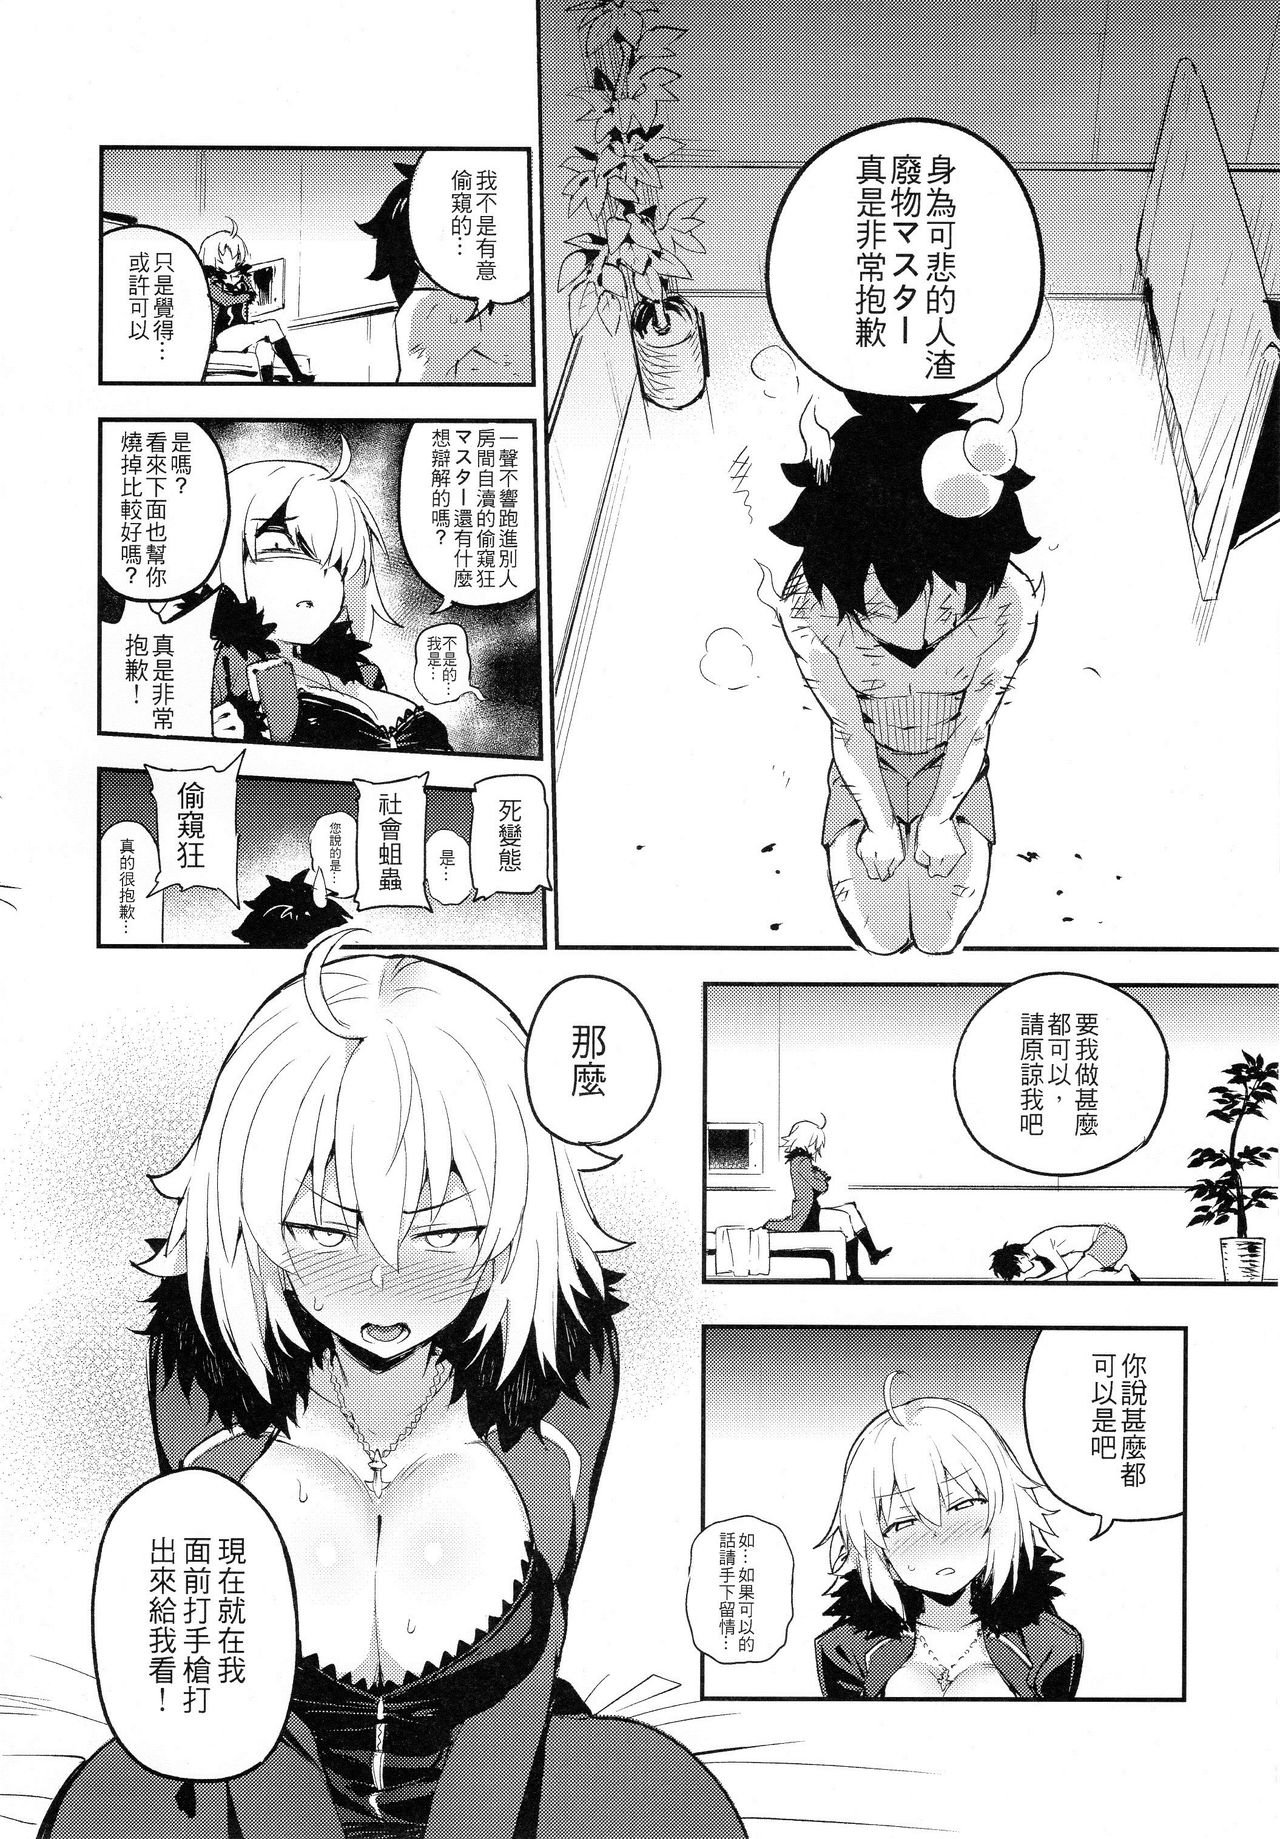 身為可悲的人渣
廢物マスター
真是非常抱歉
我不是有意
偷窺的…
只是覺得…
或許可以
一聲不響跑進別人
房間自瀆的偷窺狂
マスター還有什麼
想辯解的嗎？
不是的…
我是…
是嗎？
看來下面也幫你
燒掉比較好嗎？
真是非常
抱歉！
死變態
是…
社會蛆蟲
您說的是…
偷窺狂
真的很抱歉…
要我做甚麼
都可以，
請原諒我吧
你說甚麼都
可以是吧
如…如果可以的
話請手下留情…
那麼
現在就在我
面前打手槍打
出來給我看！